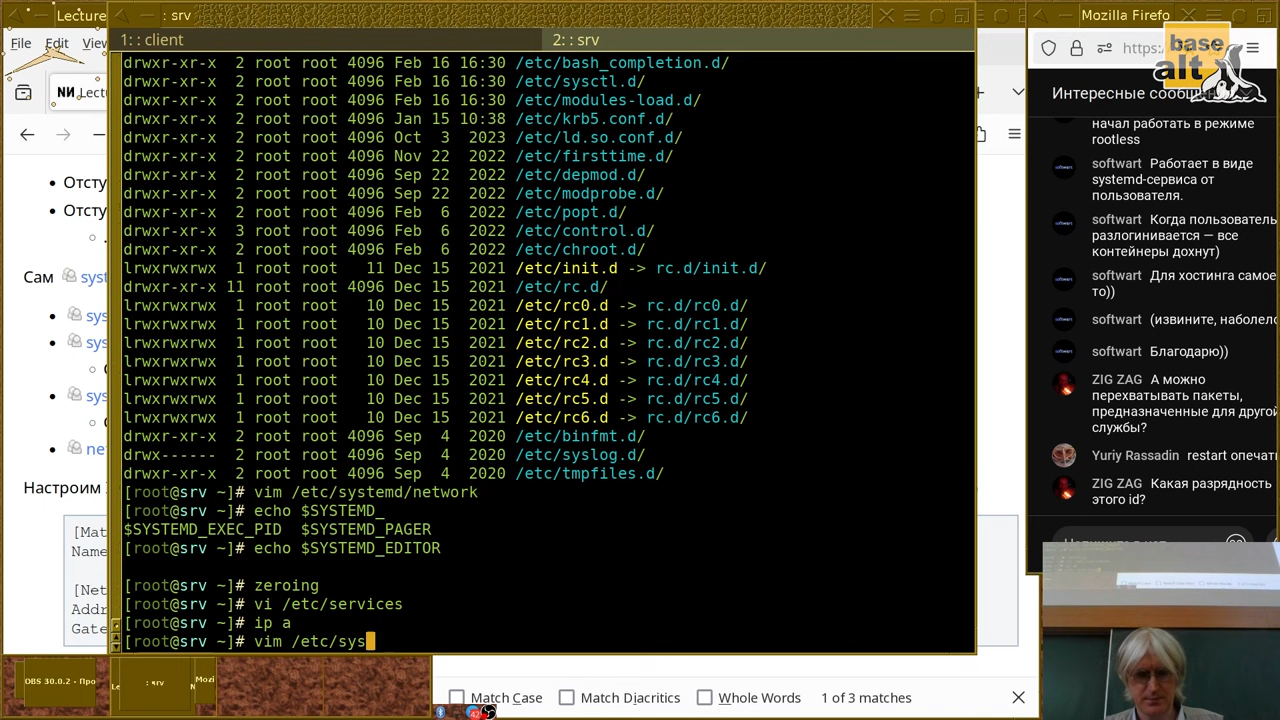 Lecture
: srv
Mozilla Firefo
File Edit View
1: : client
2: : srv
base
alt
https:
NИ Lectu
Интересные сообще
drwxr-xr-x 2 root root 4096 Feb 16 16:30 /etc/bash_completion.d/
drwxr-xr-x 2 root root 4096 Feb 16 16:30 /etc/sysctl.d/
drwxr-xr-x 2 root root 4096 Feb 16 16:30 /etc/modules-load.d/
drwxr-xr-x 2 root root 4096 Jan 15 10:38 /etc/krb5.conf.d/
drwxr-xr-x 2 root root 4096 Oct 3 2023 /etc/ld.so.conf.d/
drwxr-xr-x 2 root root 4096 Nov 22 2022 /etc/firsttime.d/
drwxr-xr-x 2 root root 4096 Sep 22 2022 /etc/depmod.d/
drwxr-xr-x 2 root root 4096 Sep 22 2022 /etc/modprobe.d/
drwxr-xr-x 2 root root 4096 Feb 6 2022 /etc/popt.d/
drwxr-xr-x 3 root root 4096 Feb 6 2022 /etc/control.d/
drwxr-xr-x 2 root root 4096 Feb 6 2022 /etc/chroot.d/
lrwxrwxrwx 1 root root 11 Dec 15 2021 /etc/init.d -> rc.d/init.d/
drwxr-xr-x 11 root root 4096 Dec 15 2021 /etc/rc.d/
lrwxrwxrwx 1 root root 10 Dec 15 2021 /etc/rc0.d -> rc.d/rc0.d/
lrwxrwxrwx 1 root root 10 Dec 15 2021 /etc/rc1.d -> rc.d/rc1.d/
lrwxrwxrwx 1 root root 10 Dec 15 2021 /etc/rc2.d -> rc.d/rc2.d/
lrwxrwxrwx 1 root root 10 Dec 15 2021 /etc/rc3.d -> rc.d/rc3.d/
lrwxrwxrwx 1 root root 10 Dec 15 2021 /etc/rc4.d -> rc.d/rc4.d/
lrwxrwxrwx 1 root root 10 Dec 15 2021 /etc/rc5.d -> rc.d/rc5.d/
lrwxrwxrwx 1 root root 10 Dec 15 2021 /etc/rc6.d -> rc.d/rc6.d/
drwxr-xr-x 2 root root 4096 Sep 4 2020 /etc/binfmt.d/
drwx------ 2 root root 4096 Sep 4 2020 /etc/syslog.d/
drwxr-xr-x 2 root root 4096 Sep 4 2020 /etc/tmpfiles.d/
[root@srv ~]# vim /etc/systemd/network
[root@srv ~]# echo $SYSTEMD_
$SYSTEMD_EXEC_PID $SYSTEMD_PAGER
[root@srv ~]# echo $SYSTEMD_EDITOR
[root@srv ~]# zeroing
[root@srv ~]# vi /etc/services
[root@srv ~]# ip a
[root@srv ~]# vim /etc/sys
Отсту
Отсту
Сам syst
sys
sys
sys
ne
Настроим
[Mat
Name
[Net
Addr
Gate
начал работать в режиме
rootless
softwart Работает в виде
systemd-сервиса от
пользователя.
softwart Когда пользователь
разлогинивается — все
контейнеры дохнут)
softwart Для хостинга самое
то))
softwart (извините, наболело
softwart Благодарю))
ZIG ZAG А можно
перехватывать пакеты,
предназначенные для другой
службы?
Yuriy Rassadin restart опечат
ZIG ZAG Какая разрядность
этого id?
OBS 30.0.2 - Про
Le
: srv
N
Mozi
Match Case Match Diacritics Whole Words 1 of 3 matches